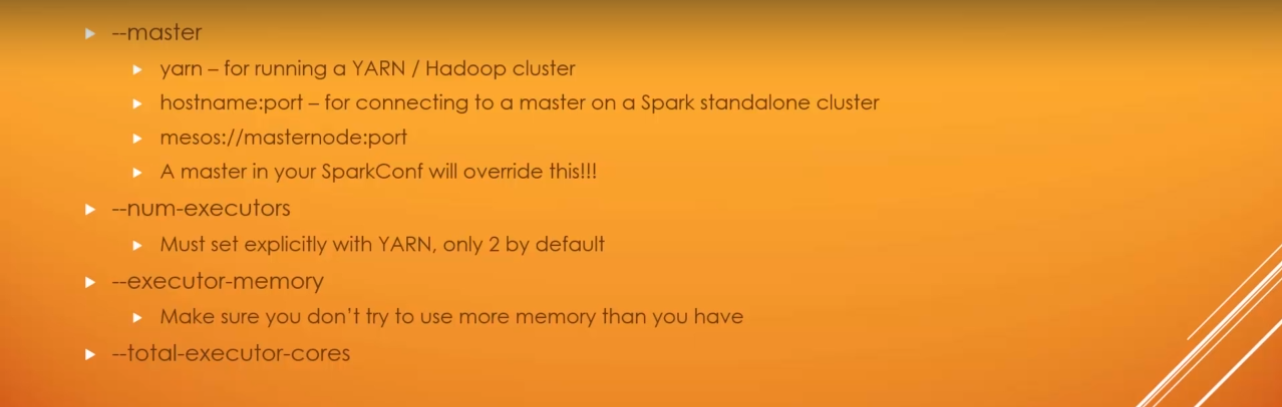 --master
yarn – for running a YARN / Hadoop cluster
hostname:port – for connecting to a master on a Spark standalone cluster
mesos://masternode:port
A master in your SparkConf will override this!!!
--num-executors
Must set explicitly with YARN, only 2 by default
--executor-memory
Make sure you don't try to use more memory than you have
--total-executor-cores